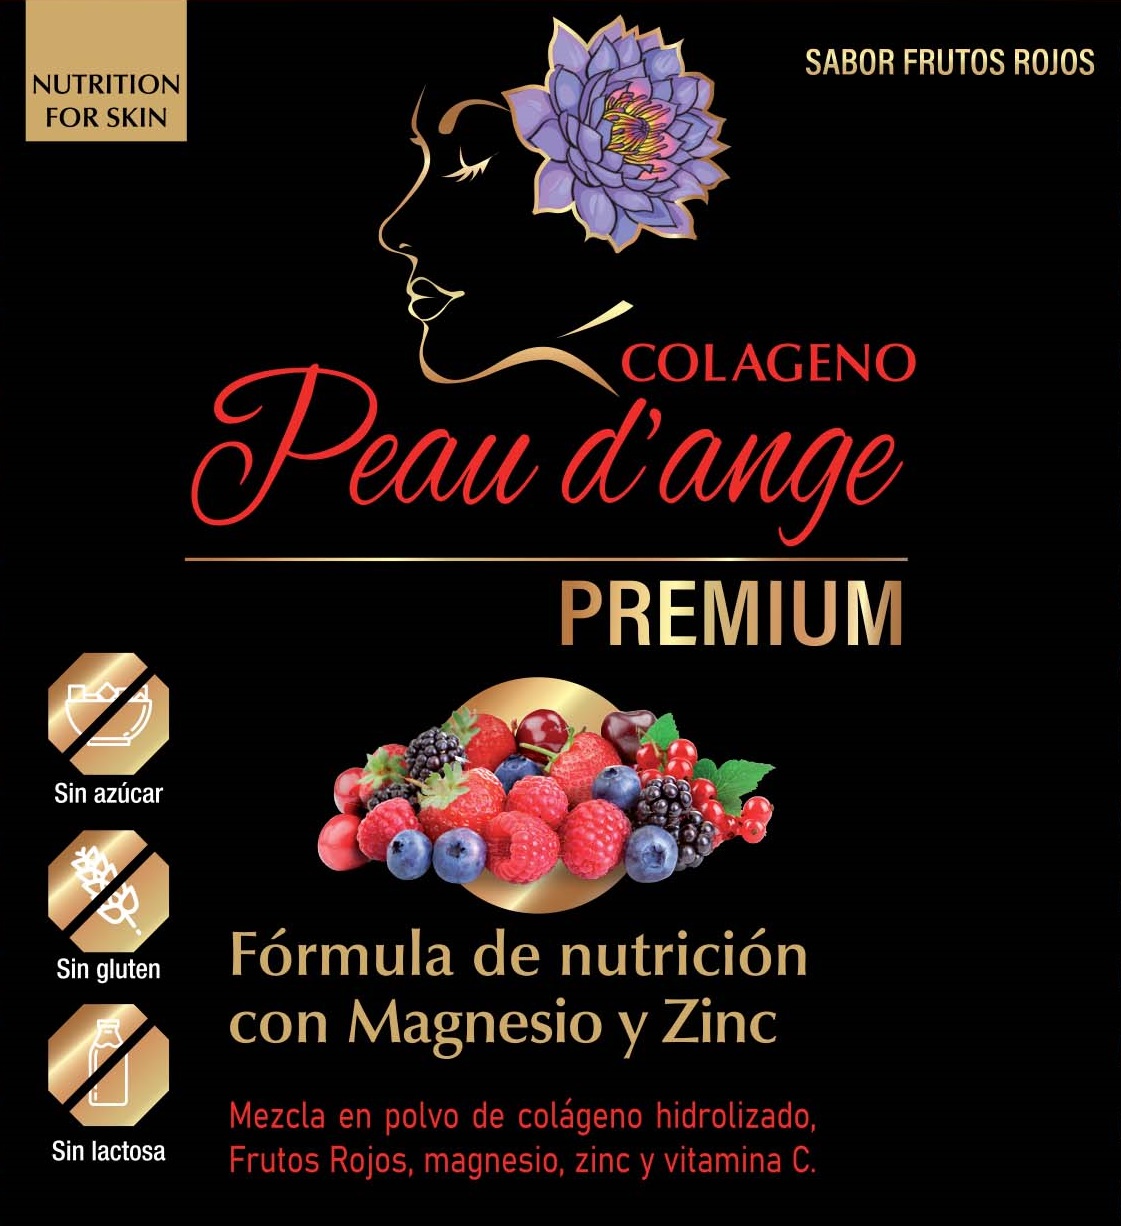 NUTRITION
FOR SKIN
SABOR FRUTOS ROJOS
COLAGENO
Peau d'ange
PREMIUM
Sin azúcar
Sin gluten
Sin lactosa
Fórmula de nutrición
con Magnesio y Zinc
Mezcla en polvo de colágeno hidrolizado,
Frutos Rojos, magnesio, zinc y vitamina C.